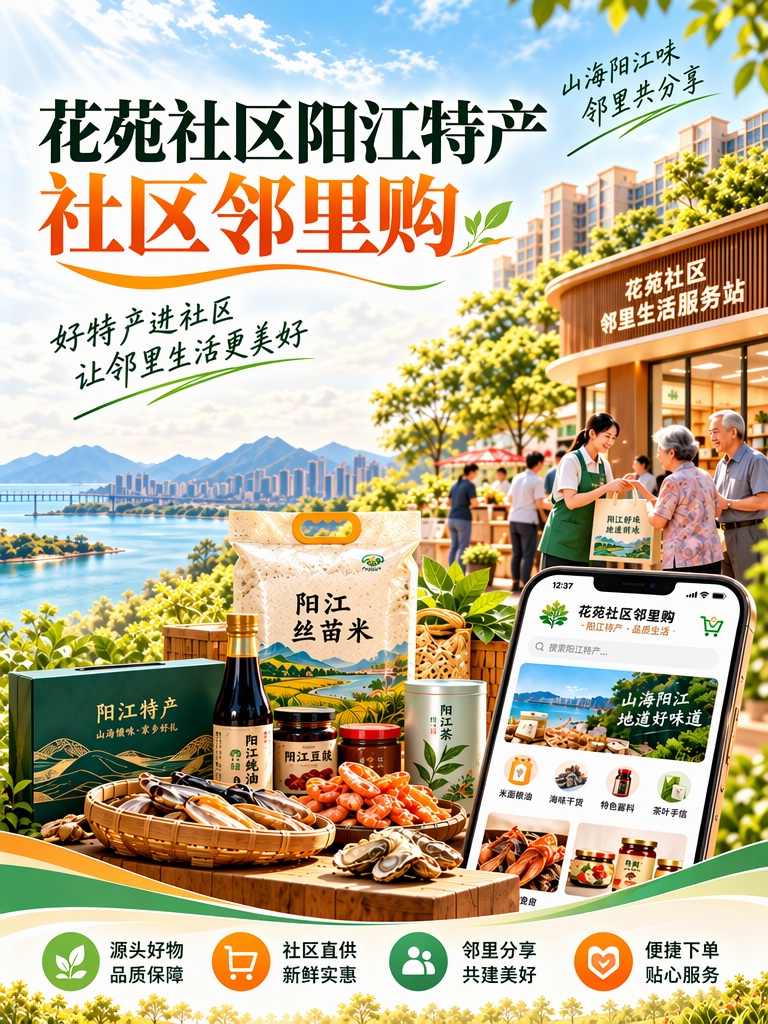 山海阳江味
邻里共分享
花苑社区阳江特产
社区邻里购
好特产进社区
让邻里生活更美好
花苑社区
邻里生活服务站
阳江
丝苗米
阳江特产
阳江蚝油
阳江豆豉
阳江茶
12:37
花苑社区邻里购
·阳江特产·品质生活·
搜索阳江特产...
山海阳江
地道好味道
米面粮油
海味干货
特色酱料
茶叶手信
源头好物
品质保障
社区直供
新鲜实惠
邻里分享
共建美好
便捷下单
贴心服务